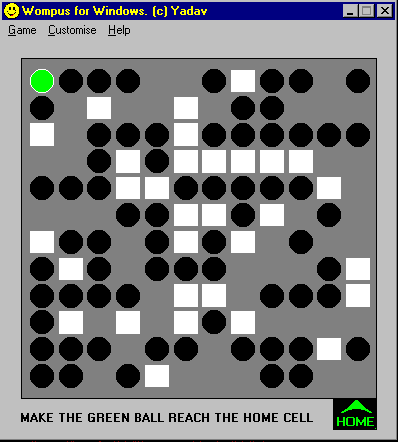 Wompus for Windows. (c) Yadav
Game Customise Help
MAKE THE GREEN BALL REACH THE HOME CELL
HOME